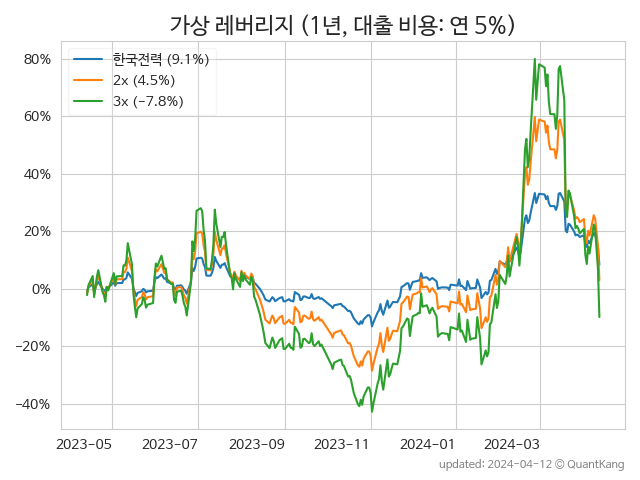 가상 레버리지 (1년, 대출 비용: 연 5%)
80%
60%
40%
20%
0%
−20%
−40%
한국전력 (9.1%)
2x (4.5%)
3x (−7.8%)
2023-05 2023-07 2023-09 2023-11 2024-01 2024-03
updated: 2024-04-12 © QuantKang